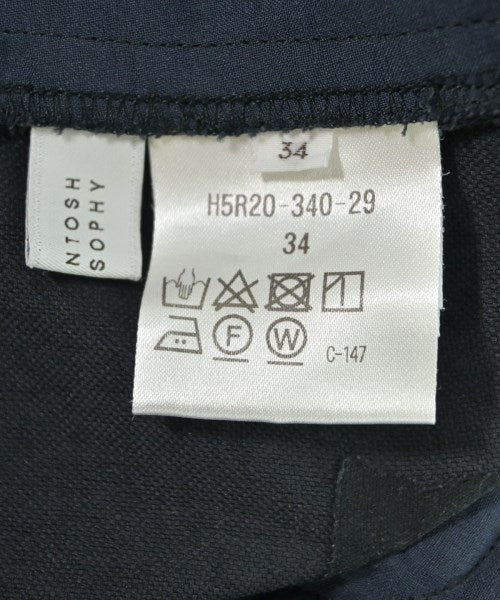 34
NTOSH
SOPHY
H5R20-340-29
34
F
W
C-147